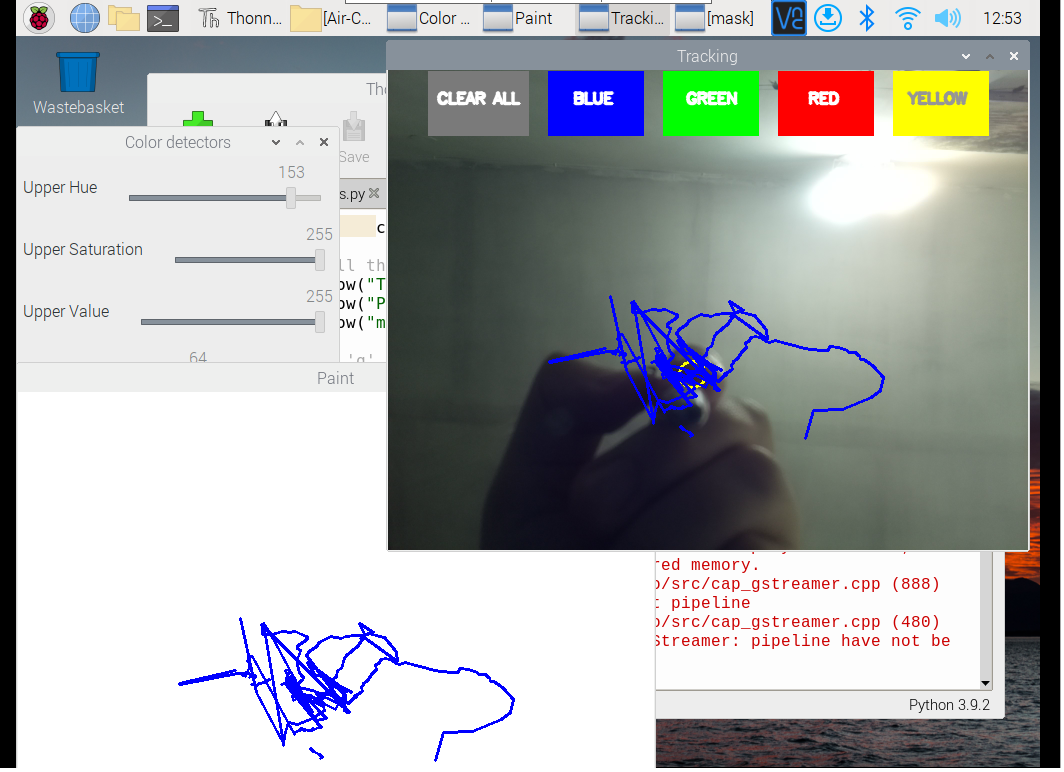 Thonn... [Air-C... Color ... Paint Tracki... [mask] V2 12:53
Wastebasket
Tracking
CLEAR ALL BLUE GREEN RED YELLOW
Color detectors
Save
Upper Hue 153
s.py
Upper Saturation 255
ow("T
ow("P
Upper Value 255
ow("m
64
'q'
Paint
red memory.
o/src/cap_gstreamer.cpp (888)
t pipeline
o/src/cap_gstreamer.cpp (480)
Streamer: pipeline have not be
Python 3.9.2